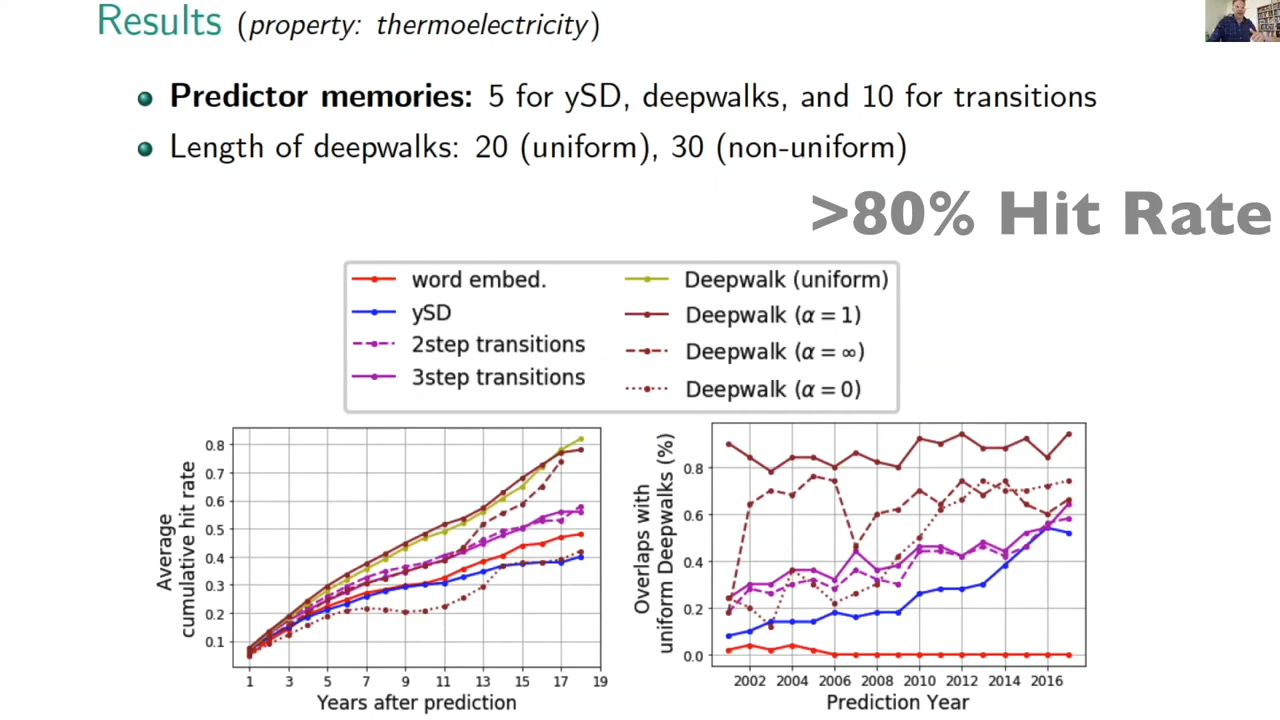 Results (property: thermoelectricity)
Predictor memories: 5 for ySD, deepwalks, and 10 for transitions
Length of deepwalks: 20 (uniform), 30 (non-uniform)
>80% Hit Rate
word embed.
ySD
2step transitions
3step transitions
Deepwalk (uniform)
Deepwalk (α = 1)
Deepwalk (α = ∞)
Deepwalk (α = 0)
Average
cumulative hit rate
0.8
0.7
0.6
0.5
0.4
0.3
0.2
0.1
1 3 5 7 9 11 13 15 17 19
Years after prediction
Overlaps with
uniform Deepwalks (%)
0.8
0.6
0.4
0.2
0.0
2002 2004 2006 2008 2010 2012 2014 2016
Prediction Year